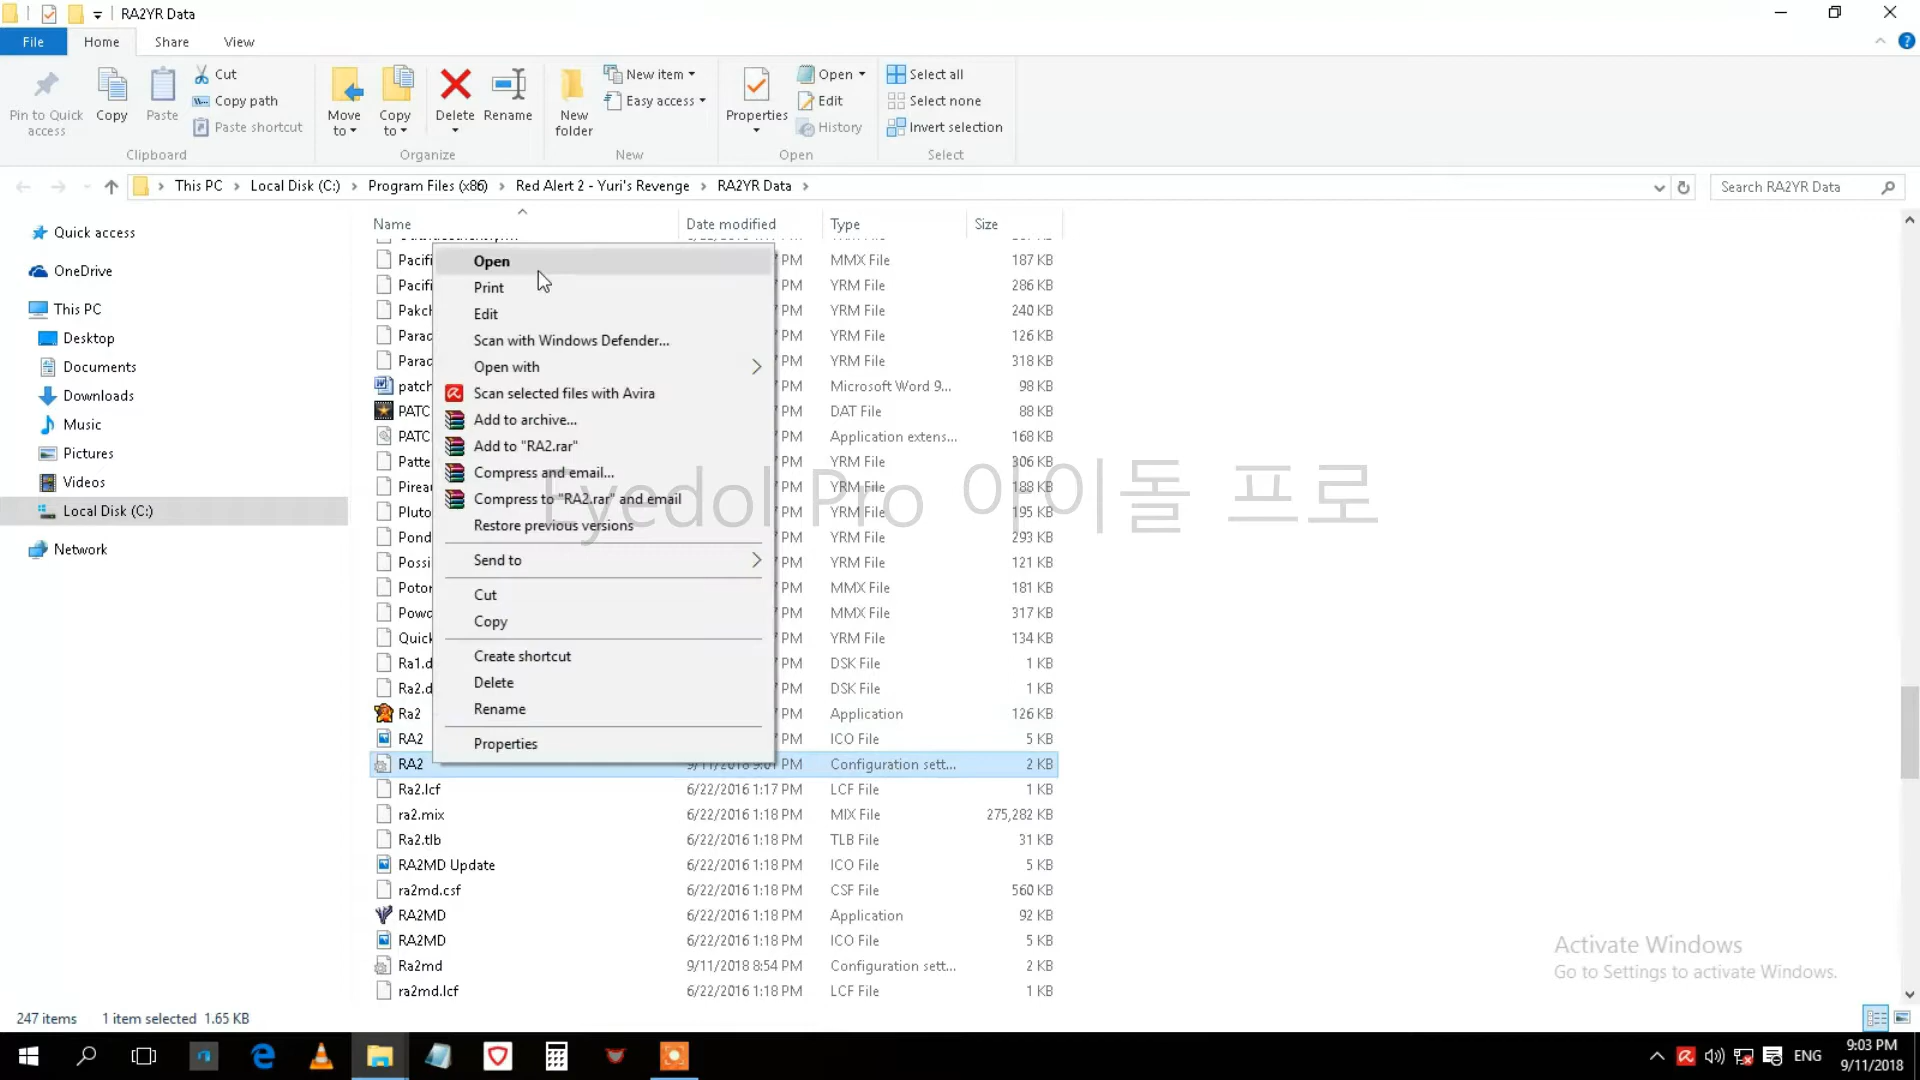 RA2YR Data
File Home Share View
Pin to Quick access
Copy
Paste
Cut
Copy path
Paste shortcut
Clipboard
Move to
Copy to
Delete
Rename
Organize
New folder
New item
Easy access
New
Properties
Open
Edit
History
Open
Select all
Select none
Invert selection
Select
This PC > Local Disk (C:) > Program Files (x86) > Red Alert 2 - Yuri's Revenge > RA2YR Data >
Search RA2YR Data
Quick access
OneDrive
This PC
Desktop
Documents
Downloads
Music
Pictures
Videos
Local Disk (C:)
Network
Name Date modified Type Size
Pacifi PM MMX File 187 KB
Pacifi PM YRM File 286 KB
Pakch PM YRM File 240 KB
Parac PM YRM File 126 KB
Parac PM YRM File 318 KB
patch PM Microsoft Word 9... 98 KB
PATC PM DAT File 88 KB
PATC PM Application extens... 168 KB
Patte PM YRM File 306 KB
Pirea PM YRM File 188 KB
Pluto PM YRM File 195 KB
Pond PM YRM File 293 KB
Possi PM YRM File 121 KB
Potor PM MMX File 181 KB
Powd PM MMX File 317 KB
Quick PM YRM File 134 KB
Ra1.d PM DSK File 1 KB
Ra2.d PM DSK File 1 KB
Ra2 PM Application 126 KB
RA2 PM ICO File 5 KB
RA2 9/11/2018 9:01 PM Configuration sett... 2 KB
Ra2.lcf 6/22/2016 1:17 PM LCF File 1 KB
ra2.mix 6/22/2016 1:18 PM MIX File 275,282 KB
Ra2.tlb 6/22/2016 1:18 PM TLB File 31 KB
RA2MD Update 6/22/2016 1:18 PM ICO File 5 KB
ra2md.csf 6/22/2016 1:18 PM CSF File 560 KB
RA2MD 6/22/2016 1:18 PM Application 92 KB
RA2MD 6/22/2016 1:18 PM ICO File 5 KB
Ra2md 9/11/2018 8:54 PM Configuration sett... 2 KB
ra2md.lcf 6/22/2016 1:18 PM LCF File 1 KB
Open
Print
Edit
Scan with Windows Defender...
Open with
Scan selected files with Avira
Add to archive...
Add to "RA2.rar"
Compress and email...
Compress to "RA2.rar" and email
Restore previous versions
Send to
Cut
Copy
Create shortcut
Delete
Rename
Properties
Eyedol Pro 아이돌 프로
Activate Windows
Go to Settings to activate Windows.
247 items 1 item selected 1.65 KB
ENG
9:03 PM
9/11/2018